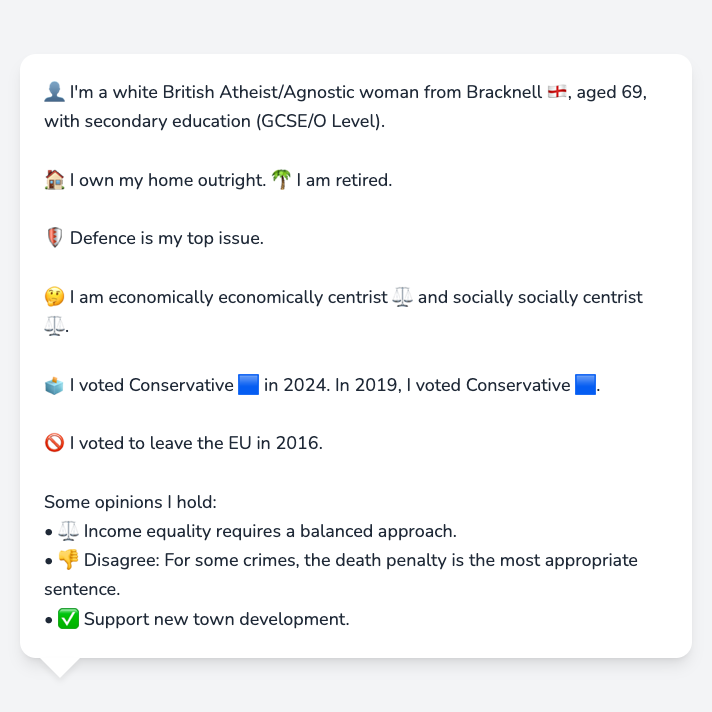 👤 I'm a white British Atheist/Agnostic woman from Bracknell 🏴󠁧󠁢󠁥󠁮󠁧󠁿, aged 69,
with secondary education (GCSE/O Level).
🏠 I own my home outright. 🌴 I am retired.
🛡️ Defence is my top issue.
🤔 I am economically economically centrist ⚖️ and socially socially centrist
⚖️.
🗳️ I voted Conservative 🟦 in 2024. In 2019, I voted Conservative 🟦.
🚫 I voted to leave the EU in 2016.
Some opinions I hold:
• ⚖️ Income equality requires a balanced approach.
• 👎 Disagree: For some crimes, the death penalty is the most appropriate
sentence.
• ✅ Support new town development.